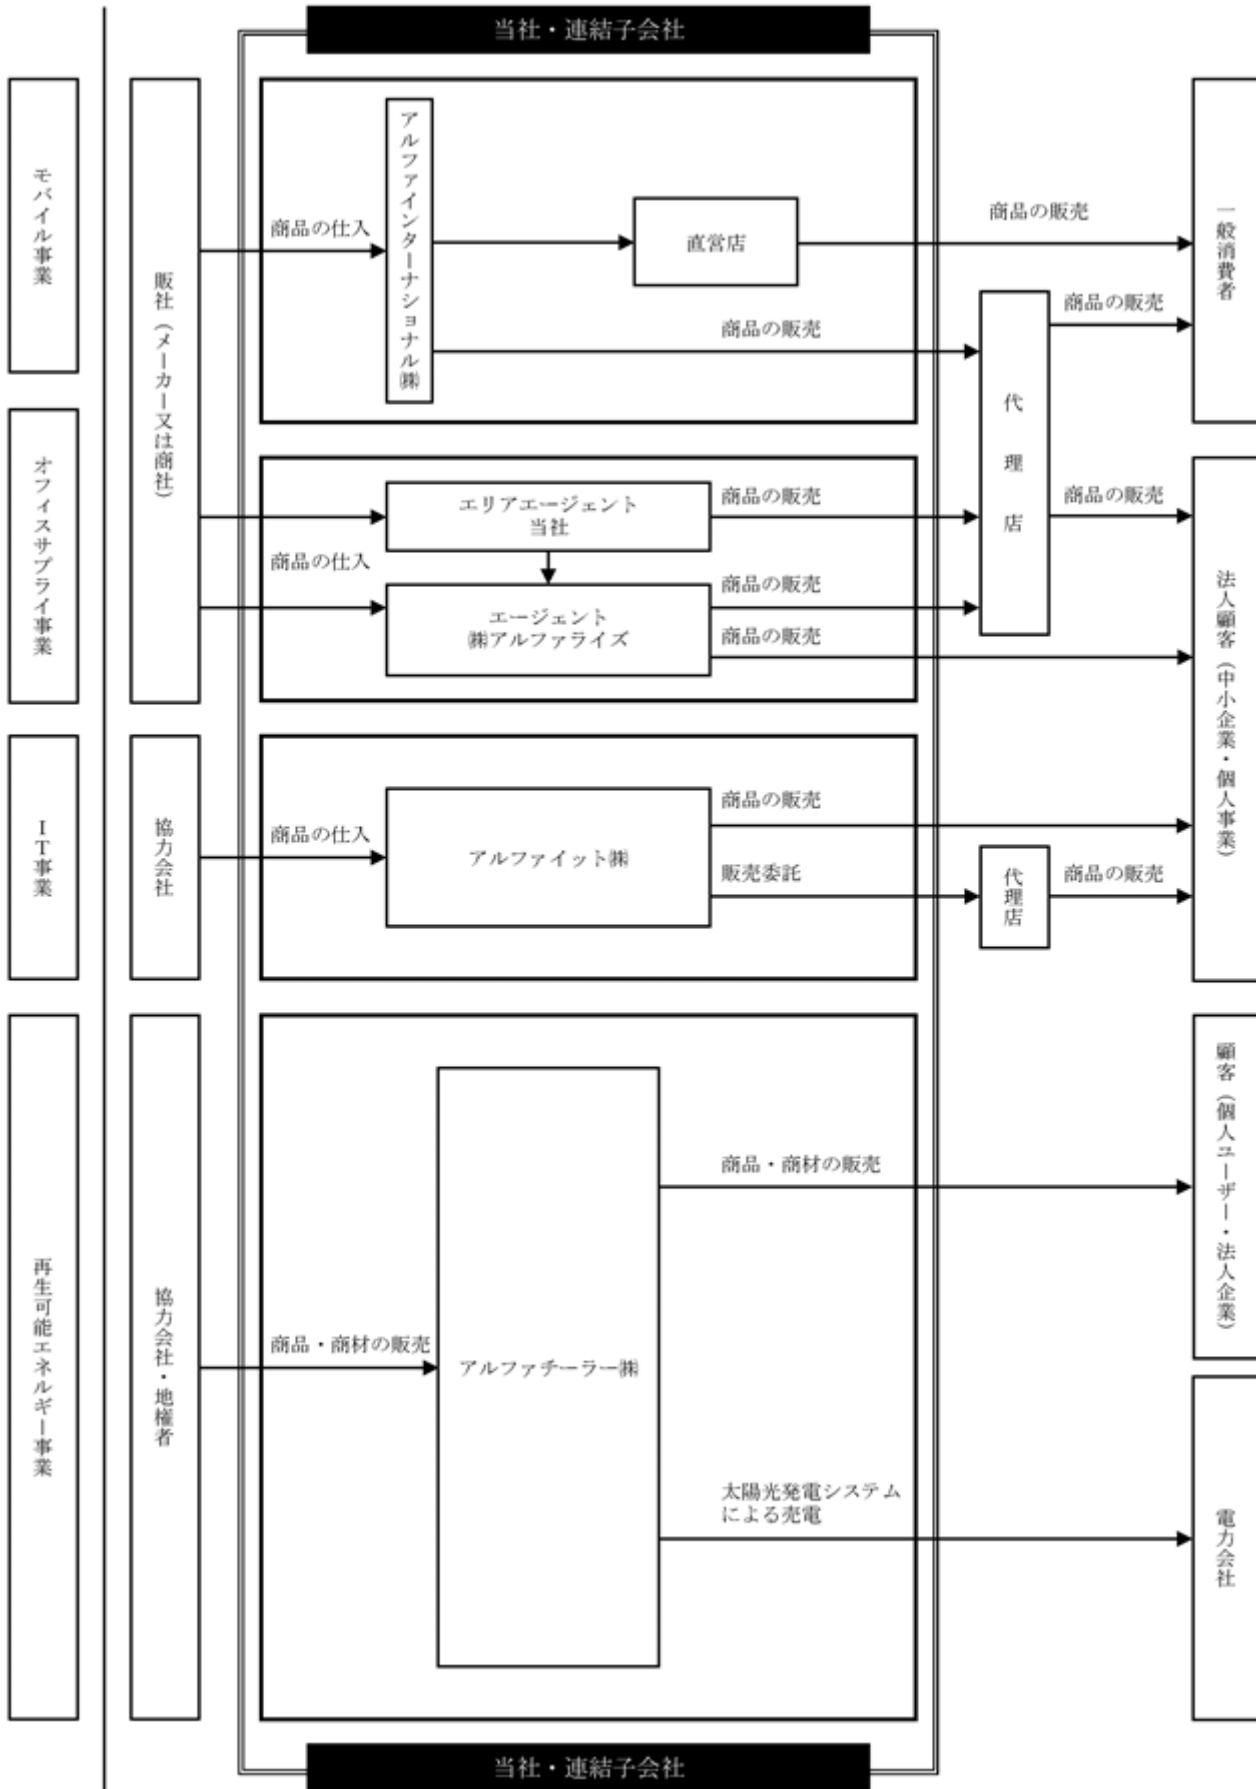 当社・連結子会社
モバイル事業
販社（メーカー又は商社）
商品の仕入
アルファインターナショナル㈱
直営店
商品の販売
商品の販売
代理店
商品の販売
一般消費者
オフィスサプライ事業
エリアエージェント
当社
商品の販売
商品の仕入
エージェント
㈱アルファライズ
商品の販売
商品の販売
商品の販売
法人顧客（中小企業・個人事業）
IT事業
協力会社
商品の仕入
アルファイット㈱
商品の販売
販売委託
代理店
商品の販売
再生可能エネルギー事業
協力会社・地権者
商品・商材の販売
アルファチーラー㈱
商品・商材の販売
顧客（個人ユーザー・法人企業）
太陽光発電システム
による売電
電力会社
当社・連結子会社